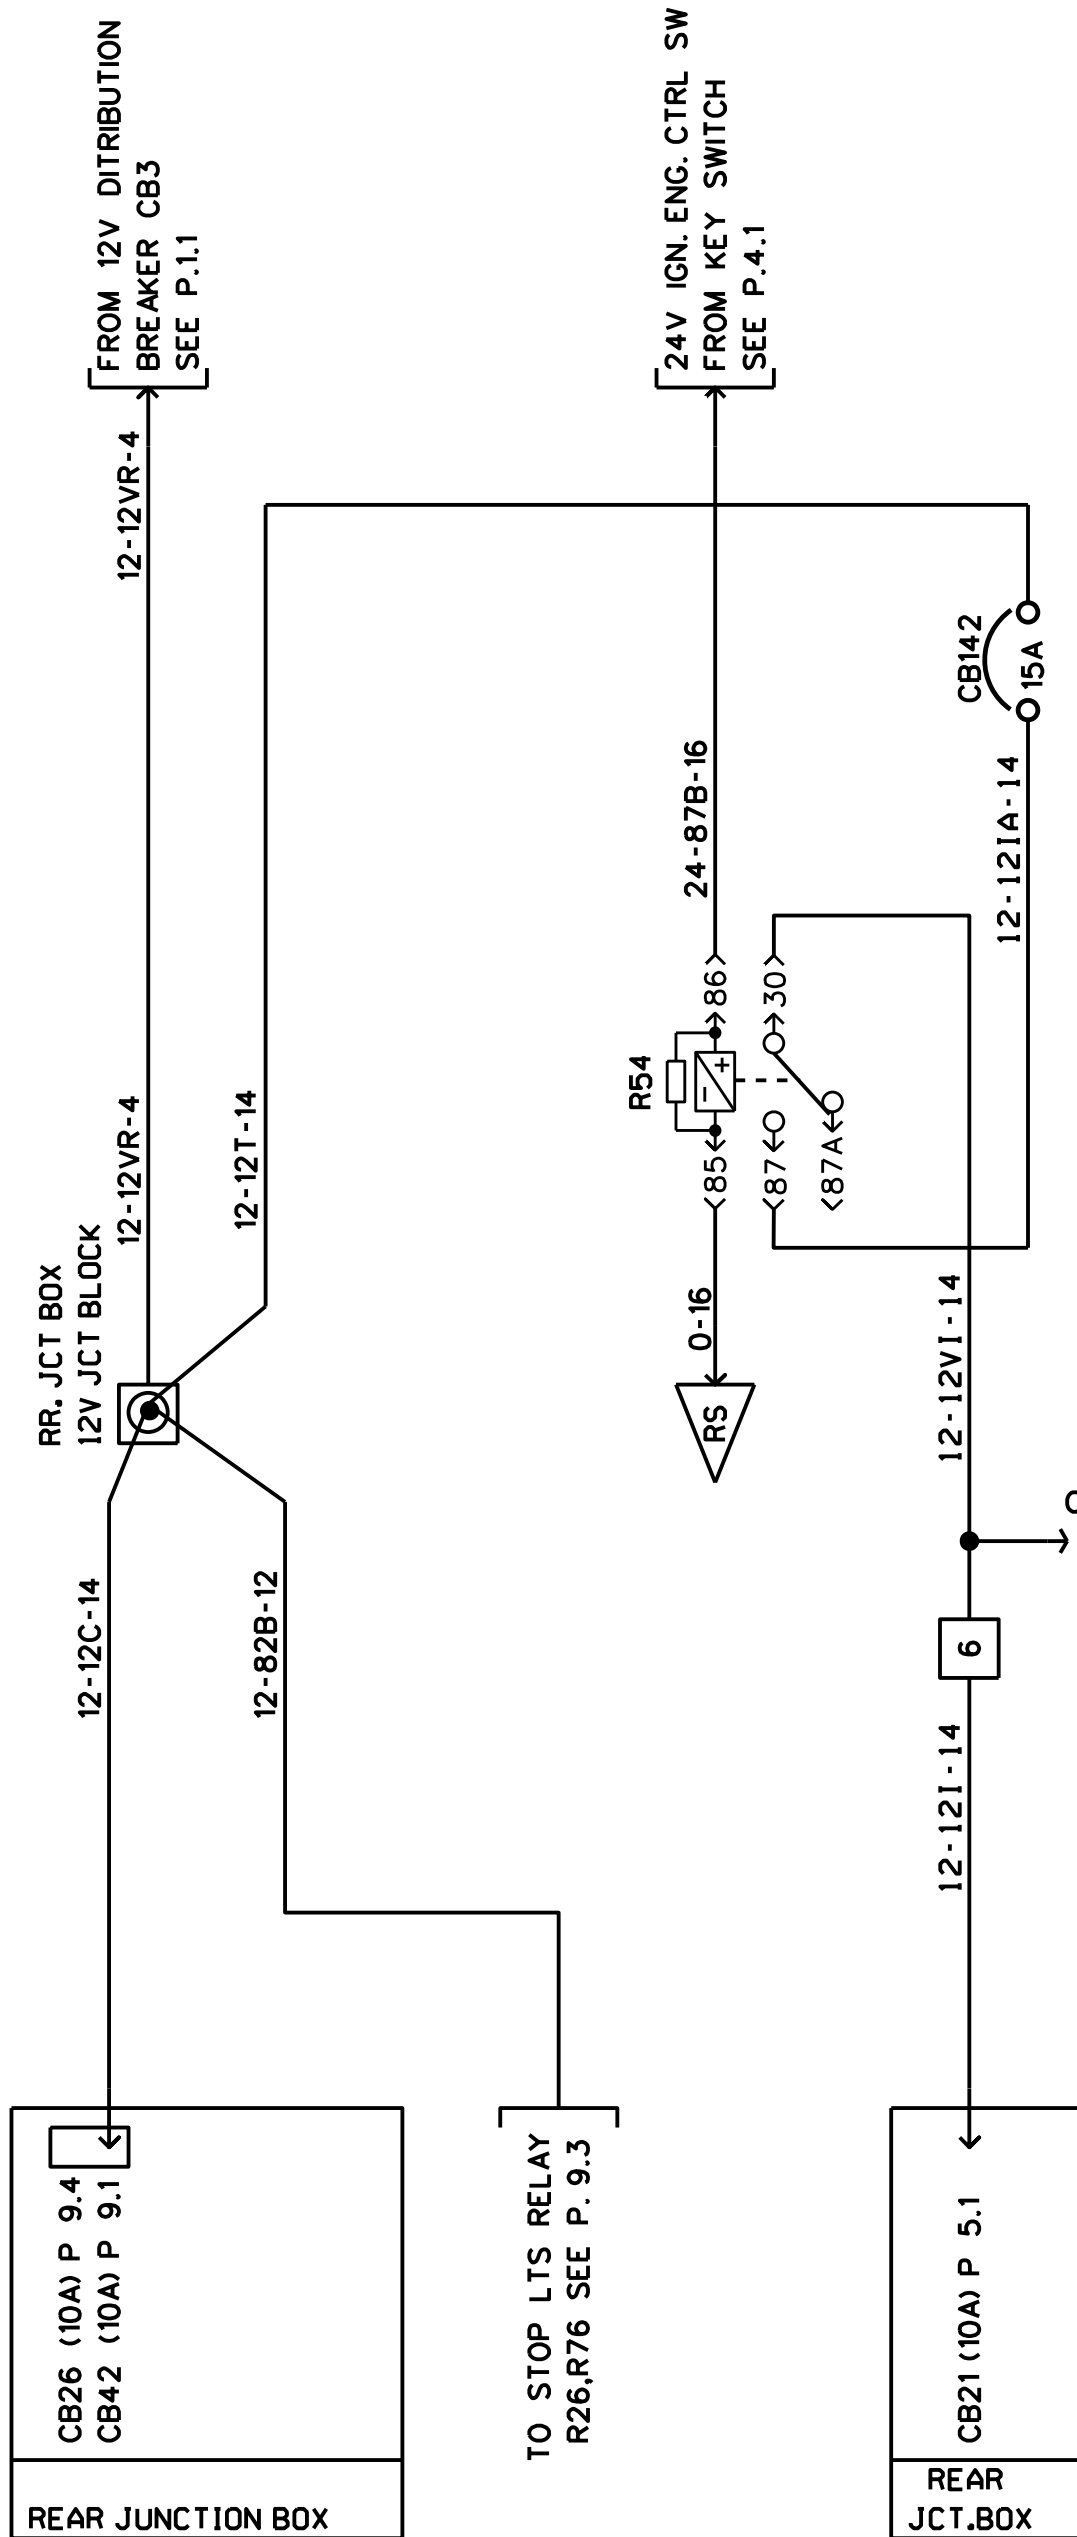 FROM 12V DITRIBUTION
BREAKER CB3
SEE P.1.1
12-12VR-4
RR. JCT BOX
12V JCT BLOCK
12-12VR-4
12-12T-14
12-12C-14
12-82B-12
CB26 (10A) P 9.4
CB42 (10A) P 9.1
REAR JUNCTION BOX
TO STOP LTS RELAY
R26,R76 SEE P. 9.3
24V IGN. ENG. CTRL SW
FROM KEY SWITCH
SEE P.4.1
24-87B-16
R54
86
30
85
87
87A
+
-
0-16
RS
CB142
15A
12-12IA-14
12-12VI-14
6
12-12I-14
CB21 (10A) P 5.1
REAR
JCT.BOX